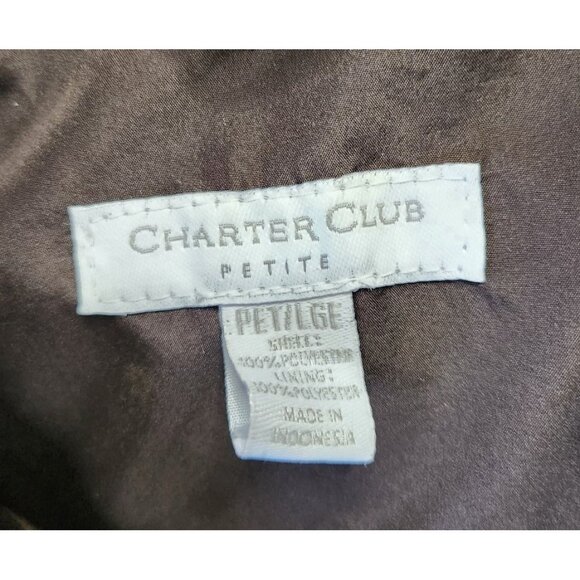 CHARTER CLUB
PETITE
PET/LGE
SHELL:
100% POLYESTER
LINING:
100% POLYESTER
MADE IN
INDONESIA